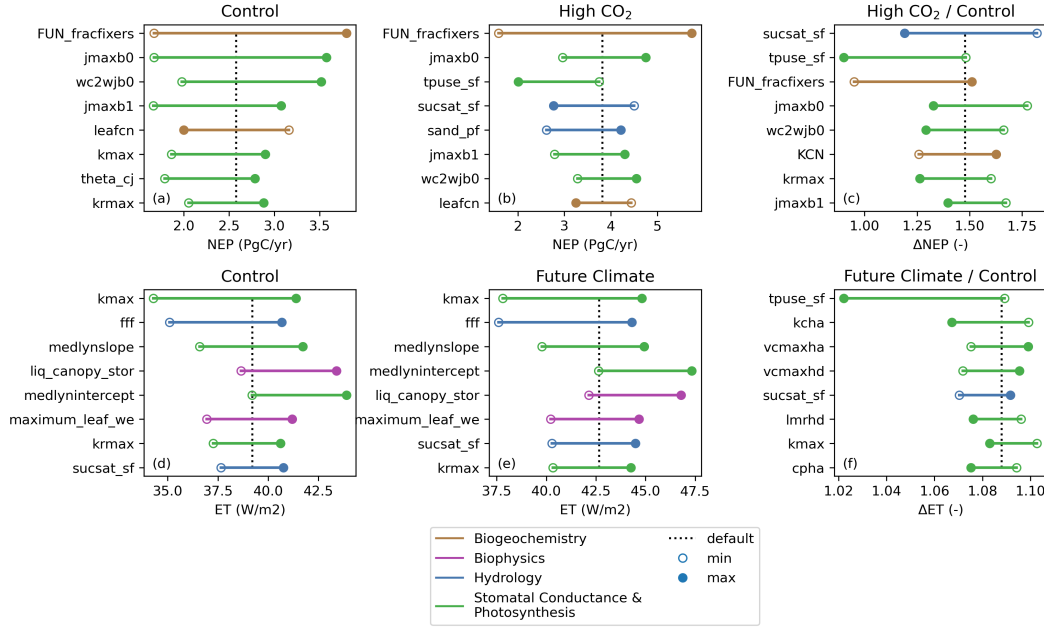 Control
FUN_fracfixers
jmaxb0
wc2wjb0
jmaxb1
leafcn
kmax
theta_cj
krmax
(a)
2.0 2.5 3.0 3.5
NEP (PgC/yr)
High CO₂
FUN_fracfixers
jmaxb0
tpuse_sf
sucsat_sf
sand_pf
jmaxb1
wc2wjb0
leafcn
(b)
2 3 4 5
NEP (PgC/yr)
High CO₂ / Control
sucsat_sf
tpuse_sf
FUN_fracfixers
jmaxb0
wc2wjb0
KCN
krmax
jmaxb1
(c)
1.00 1.25 1.50 1.75
ΔNEP (-)
Control
kmax
fff
medlynslope
liq_canopy_stor
medlynintercept
maximum_leaf_we
krmax
sucsat_sf
(d)
35.0 37.5 40.0 42.5
ET (W/m2)
Future Climate
kmax
fff
medlynslope
medlynintercept
liq_canopy_stor
maximum_leaf_we
sucsat_sf
krmax
(e)
37.5 40.0 42.5 45.0 47.5
ET (W/m2)
Future Climate / Control
tpuse_sf
kcha
vcmaxha
vcmaxhd
sucsat_sf
lmrhd
kmax
cpha
(f)
1.02 1.04 1.06 1.08 1.10
ΔET (-)
Biogeochemistry
Biophysics
Hydrology
Stomatal Conductance &
Photosynthesis
default
min
max